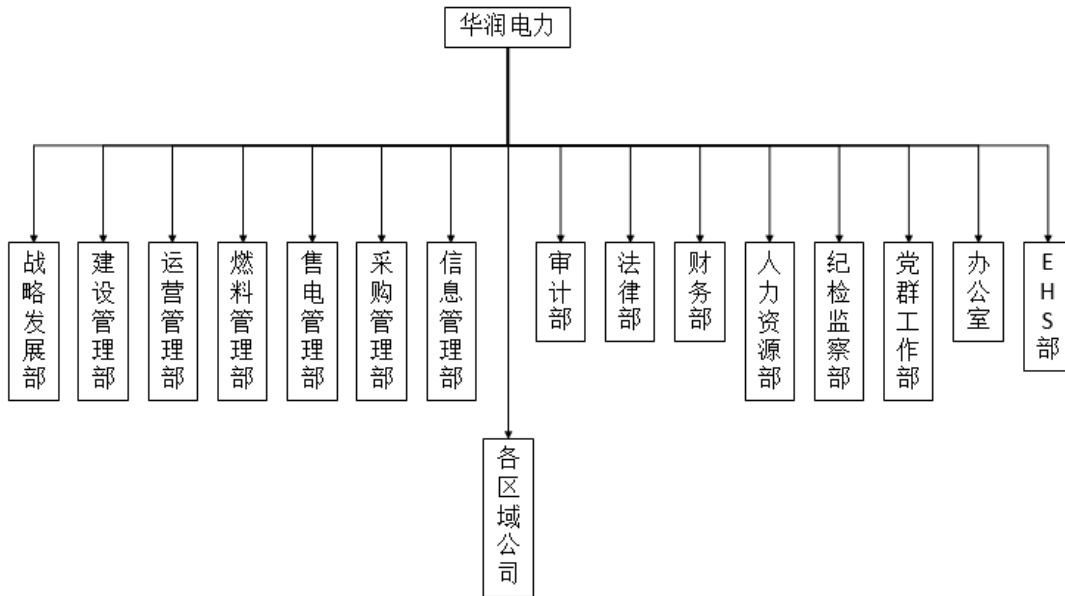 华润电力
战略发展部
建设管理部
运营管理部
燃料管理部
售电管理部
采购管理部
信息管理部
审计部
法律部
财务部
人力资源部
纪检监察部
党群工作部
办公室
EHS部
各区域公司